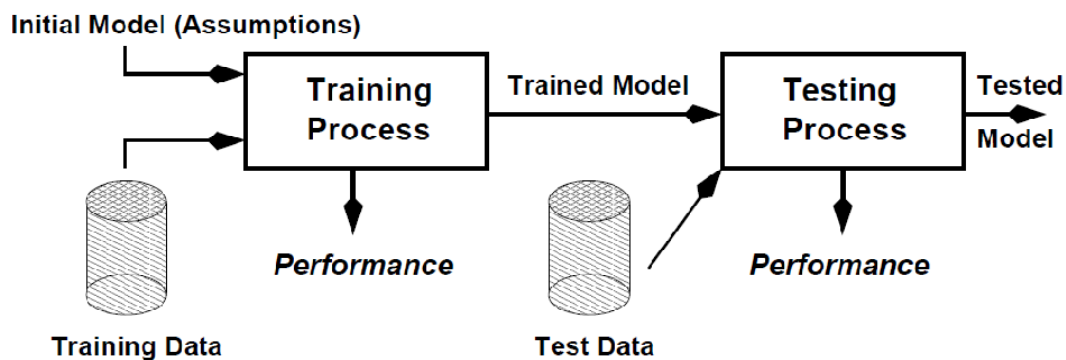 Initial Model (Assumptions)
Training
Process
Trained Model
Testing
Process
Tested
Model
Performance
Performance
Training Data
Test Data